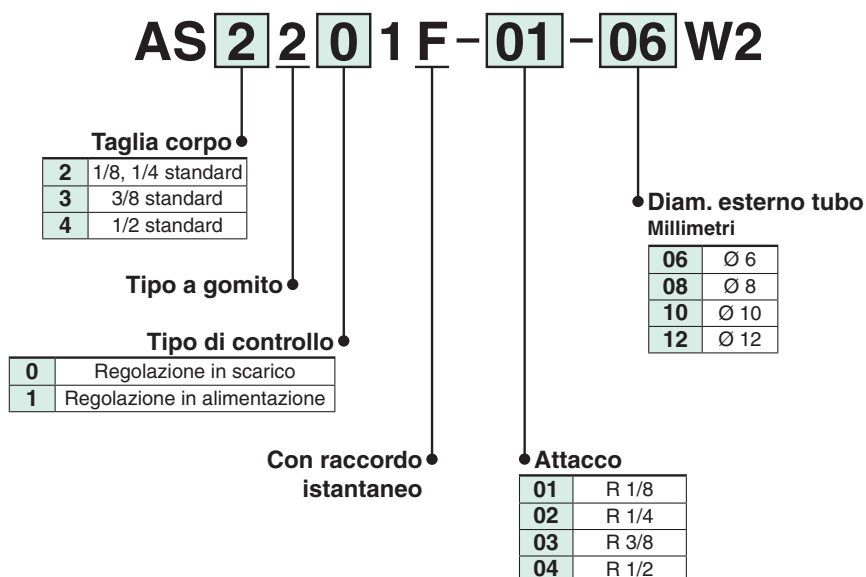 AS 2 2 0 1 F - 01 - 06 W2
Taglia corpo
2 1/8, 1/4 standard
3 3/8 standard
4 1/2 standard
Tipo a gomito
Tipo di controllo
0 Regolazione in scarico
1 Regolazione in alimentazione
Con raccordo
istantaneo
Attacco
01 R 1/8
02 R 1/4
03 R 3/8
04 R 1/2
Diam. esterno tubo
Millimetri
06 Ø 6
08 Ø 8
10 Ø 10
12 Ø 12